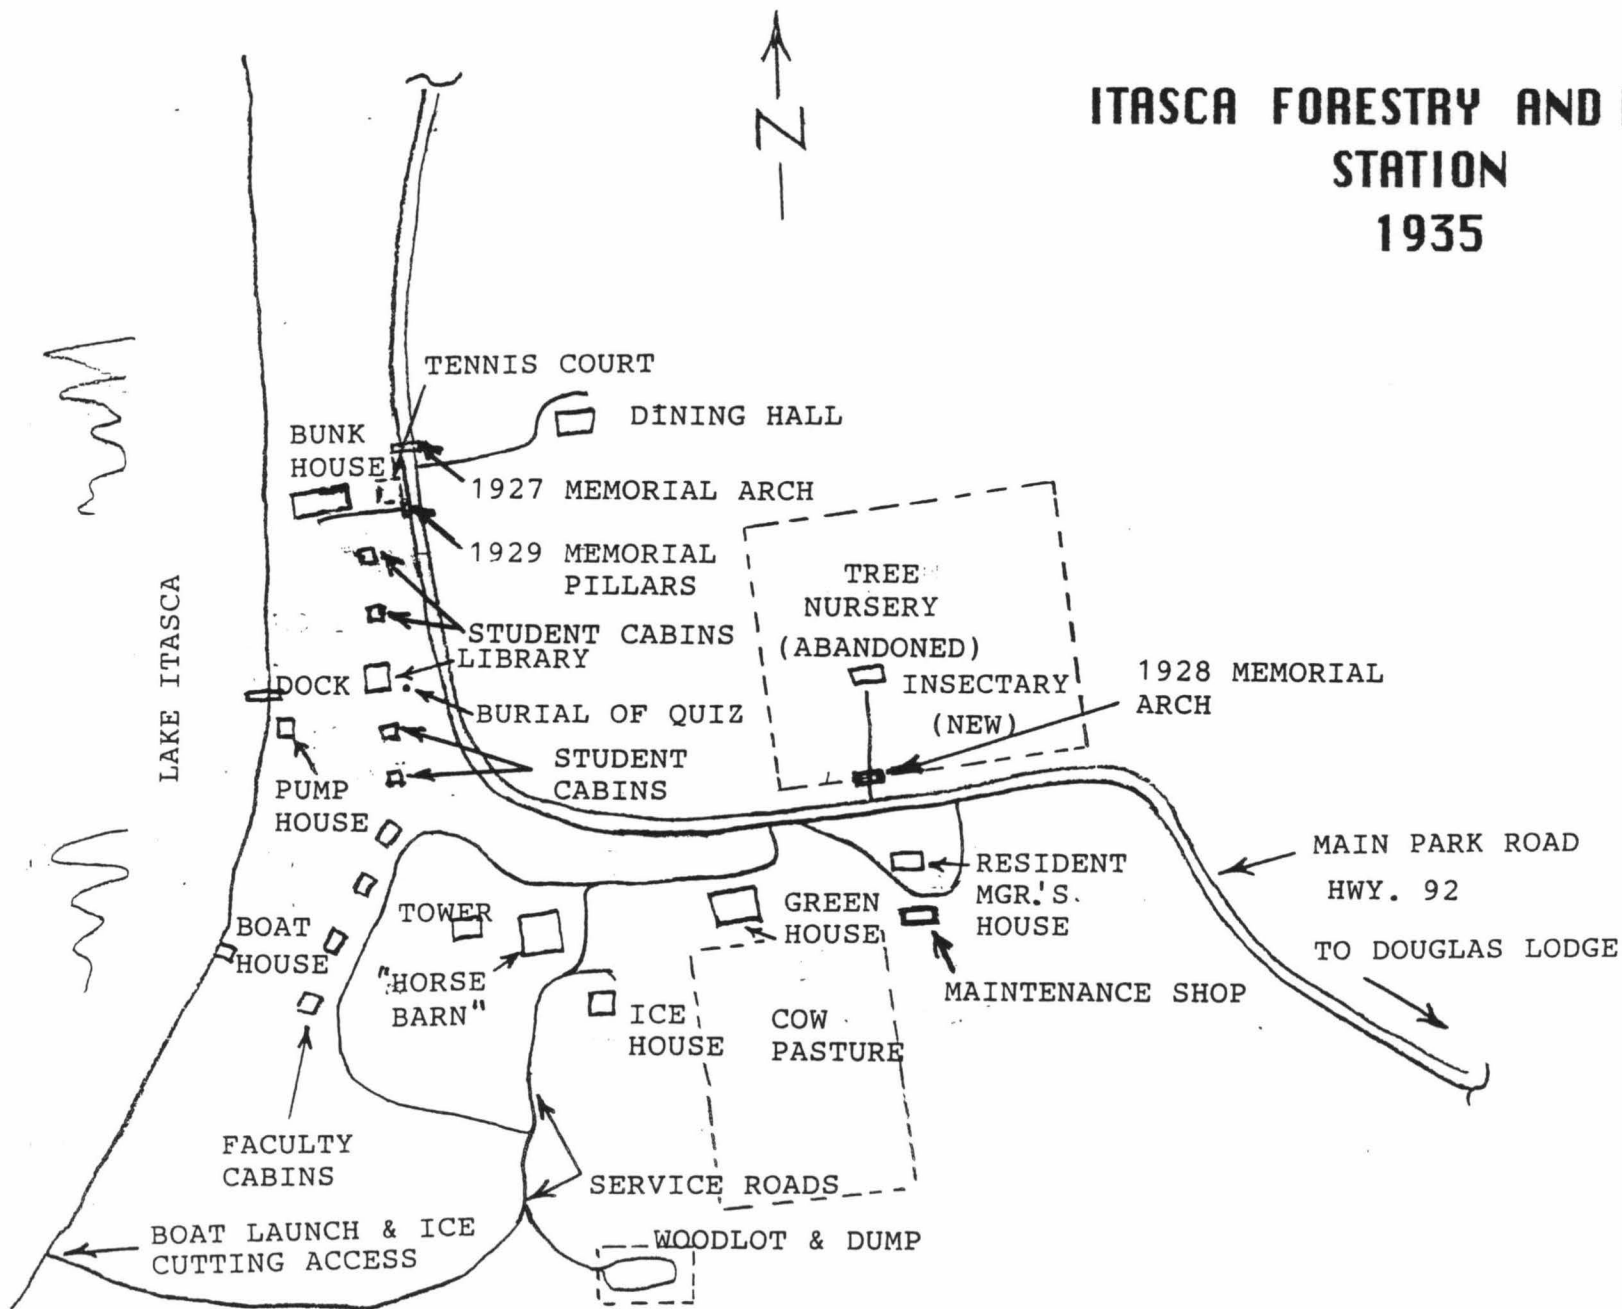 N
ITASCA FORESTRY AND
STATION
1935
TENNIS COURT
DINING HALL
BUNK
HOUSE
1927 MEMORIAL ARCH
1929 MEMORIAL
PILLARS
TREE
NURSERY
(ABANDONED)
STUDENT CABINS
LIBRARY
LAKE ITASCA
DOCK
INSECTARY
(NEW)
1928 MEMORIAL
ARCH
BURIAL OF QUIZ
STUDENT
CABINS
PUMP
HOUSE
MAIN PARK ROAD
HWY. 92
RESIDENT
MGR.'S.
HOUSE
TOWER
GREEN
HOUSE
BOAT
HOUSE
TO DOUGLAS LODGE
"HORSE
BARN"
MAINTENANCE SHOP
ICE
HOUSE
COW
PASTURE
FACULTY
CABINS
SERVICE ROADS
BOAT LAUNCH & ICE
CUTTING ACCESS
WOODLOT & DUMP